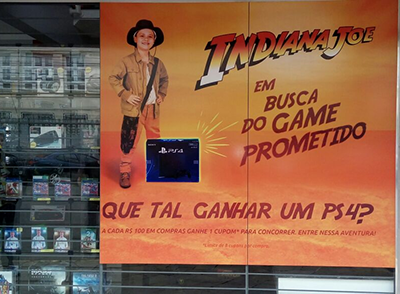 INDIANA JOE
EM
BUSCA
DO GAME
PROMETIDO
PS4
QUE TAL GANHAR UM PS4?
A CADA R$ 100 EM COMPRAS GANHE 1 CUPOM* PARA CONCORRER. ENTRE NESSA AVENTURA!